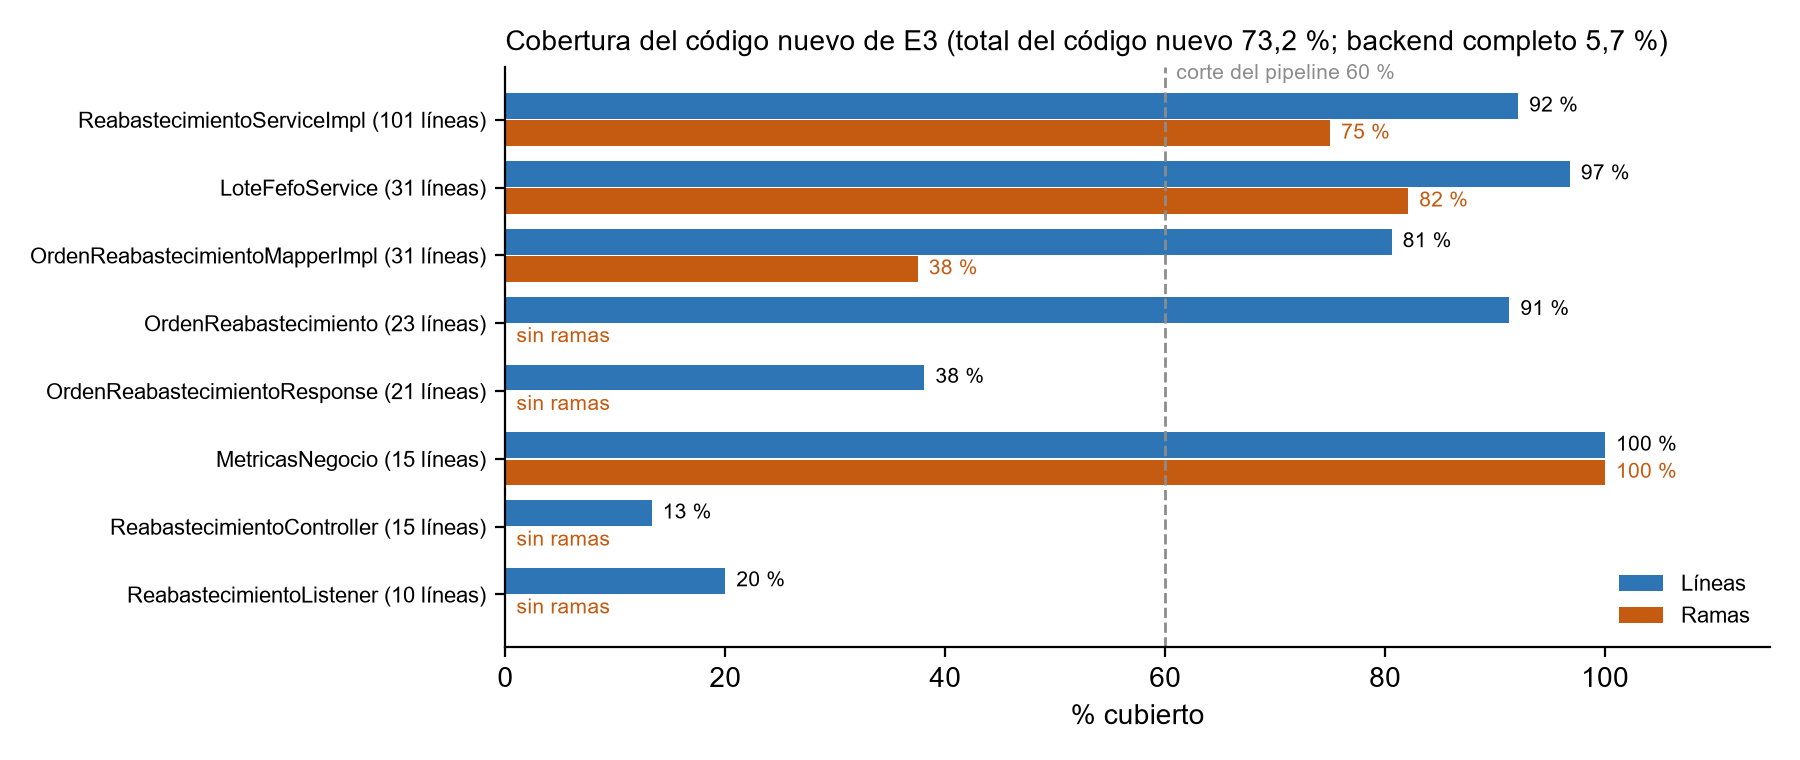 Cobertura del código nuevo de E3 (total del código nuevo 73,2 %; backend completo 5,7 %)
corte del pipeline 60 %
ReabastecimientoServiceImpl (101 líneas)
92 %
75 %
LoteFefoService (31 líneas)
97 %
82 %
OrdenReabastecimientoMapperImpl (31 líneas)
81 %
38 %
OrdenReabastecimiento (23 líneas)
91 %
sin ramas
OrdenReabastecimientoResponse (21 líneas)
38 %
sin ramas
MetricasNegocio (15 líneas)
100 %
100 %
ReabastecimientoController (15 líneas)
13 %
sin ramas
ReabastecimientoListener (10 líneas)
20 %
sin ramas
Líneas
Ramas
0 20 40 60 80 100
% cubierto